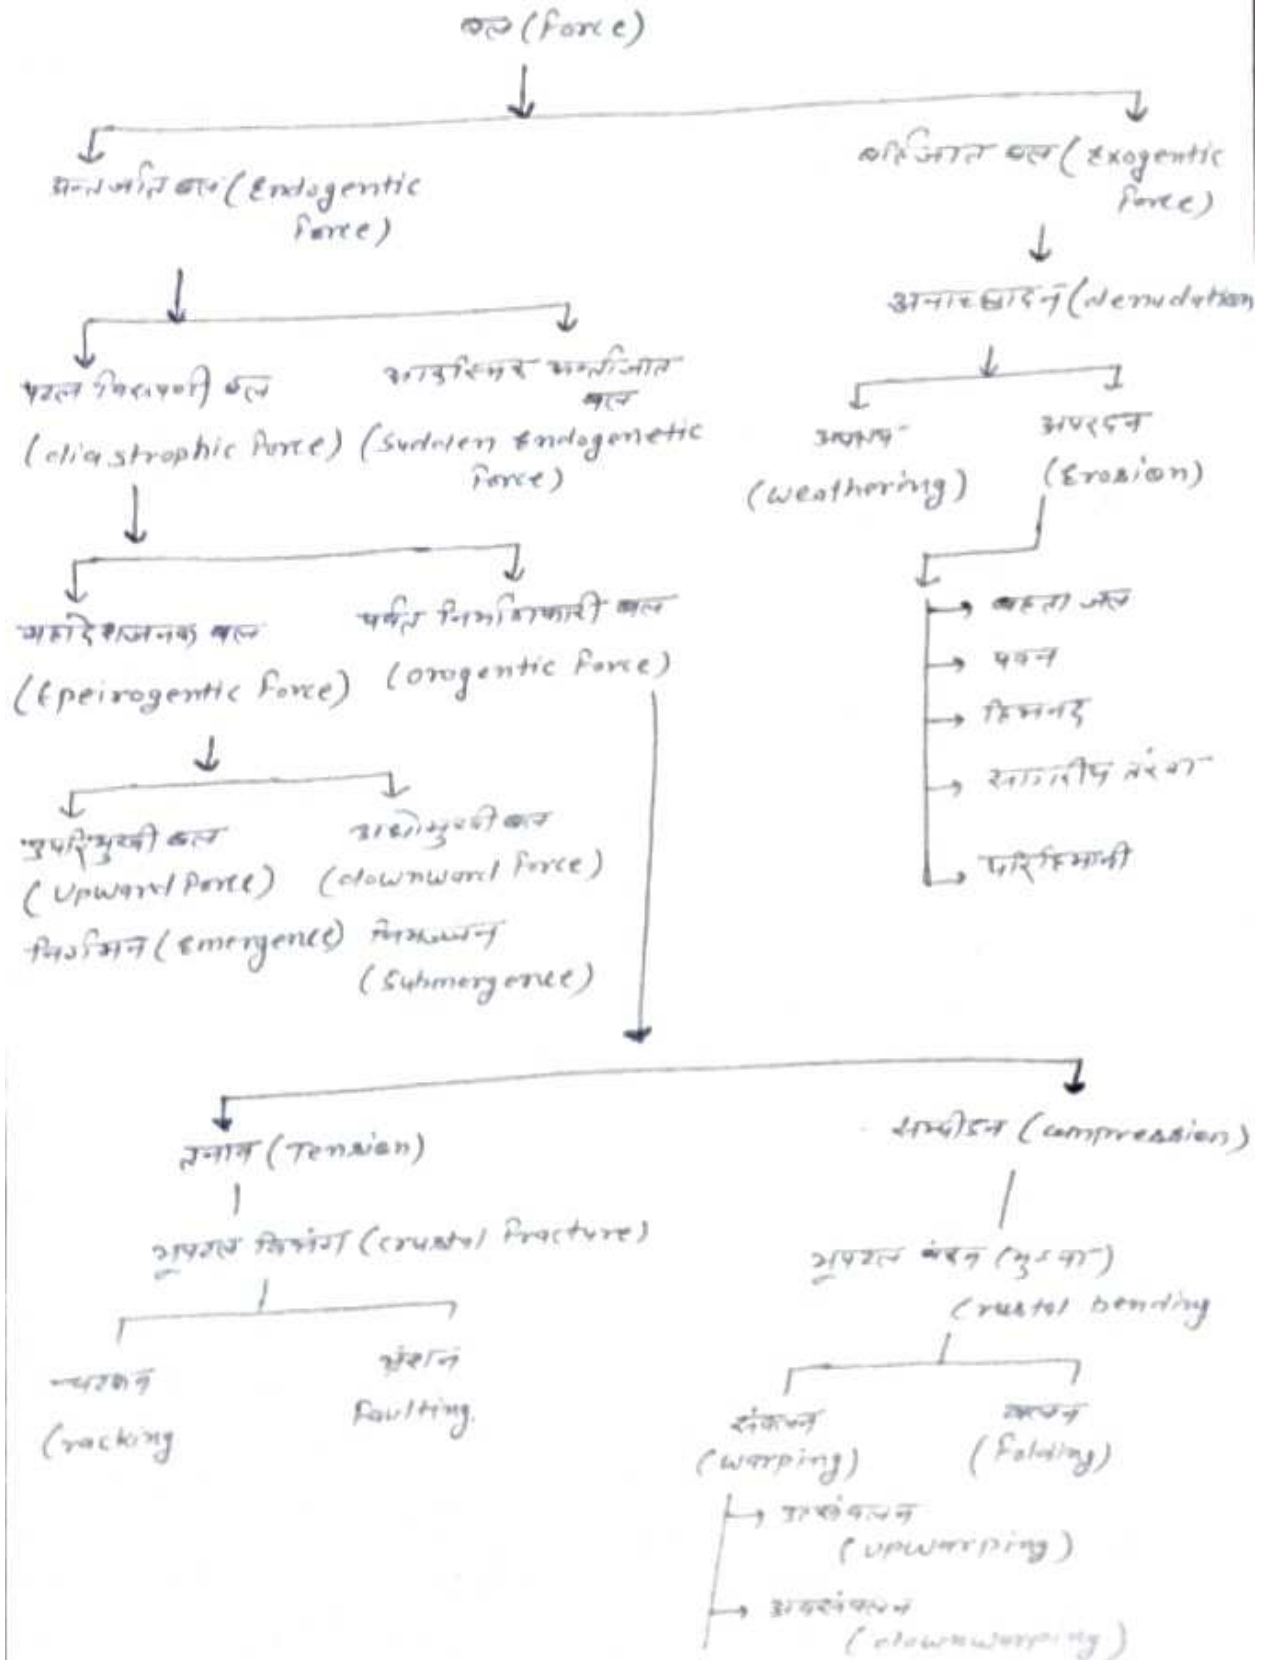 बल (Force)
अन्तर्जात बल (Endogentic
Force)
बहिर्जात बल (Exogentic
Force)
पटल विरूपणी बल
(diastrophic Force)
आकस्मिक अन्तर्जात
बल
(Sudden Endogenetic
Force)
अनाच्छादन (denudation
अपक्षय
(weathering)
अपरदन
(Erosion)
महादेशजनक बल
(Epeirogentic Force)
पर्वत निर्माणकारी बल
(orogentic Force)
बहता जल
पवन
हिमनद
सागरीय तरंग
परिहिमानी
उपरिमुखी बल
(Upward Force)
निर्गमन (Emergence)
अधोमुखी बल
(downward Force)
निमज्जन
(Submergence)
तनाव (Tension)
भूपटल विभंग (crustal Fracture)
चटकन
Cracking
भ्रंशन
Faulting
सम्पीडन (compression)
भूपटल (मुड़ना)
Crustal bending
संवलन
(warping)
वलन
(Folding)
उत्संवलन
(upwarping)
अवसंवलन
(downwarping)